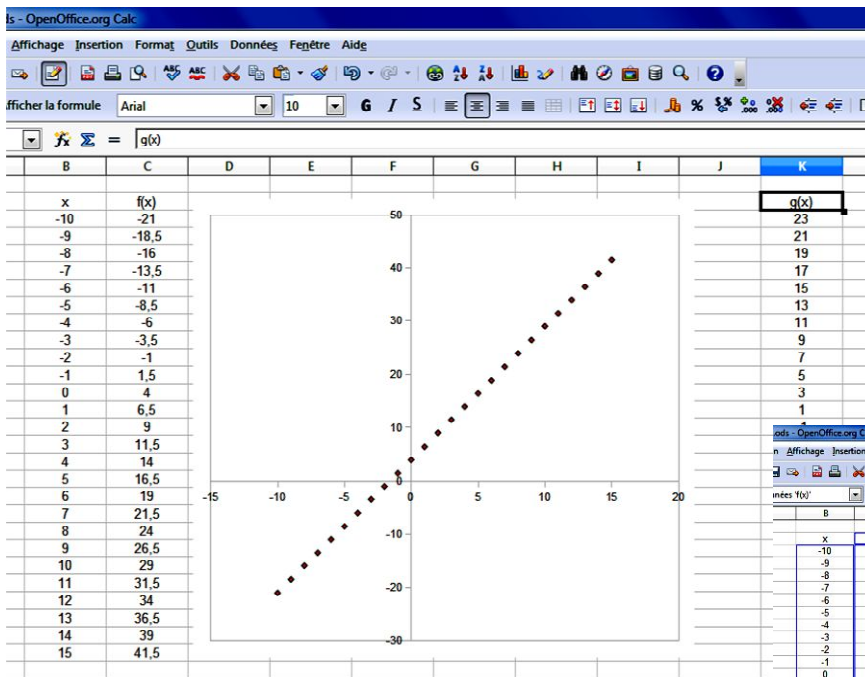 ds - OpenOffice.org Calc
Affichage Insertion Format Outils Données Fenêtre Aide
fficher la formule Arial 10 G I S
= g(x)
B C D E F G H I J K
x f(x) g(x)
-10 -21 23
-9 -18,5 21
-8 -16 19
-7 -13,5 17
-6 -11 15
-5 -8,5 13
-4 -6 11
-3 -3,5 9
-2 -1 7
-1 1,5 5
0 4 3
1 6,5 1
2 9
3 11,5
4 14
5 16,5
6 19
7 21,5
8 24
9 26,5
10 29
11 31,5
12 34
13 36,5
14 39
15 41,5
50
40
30
20
10
0
-15 -10 -5 0 5 10 15 20
-10
-20
-30
.ods - OpenOffice.org C
n Affichage Insertion
nnées 'f(x)'
B
x
-10
-9
-8
-7
-6
-5
-4
-3
-2
-1
0